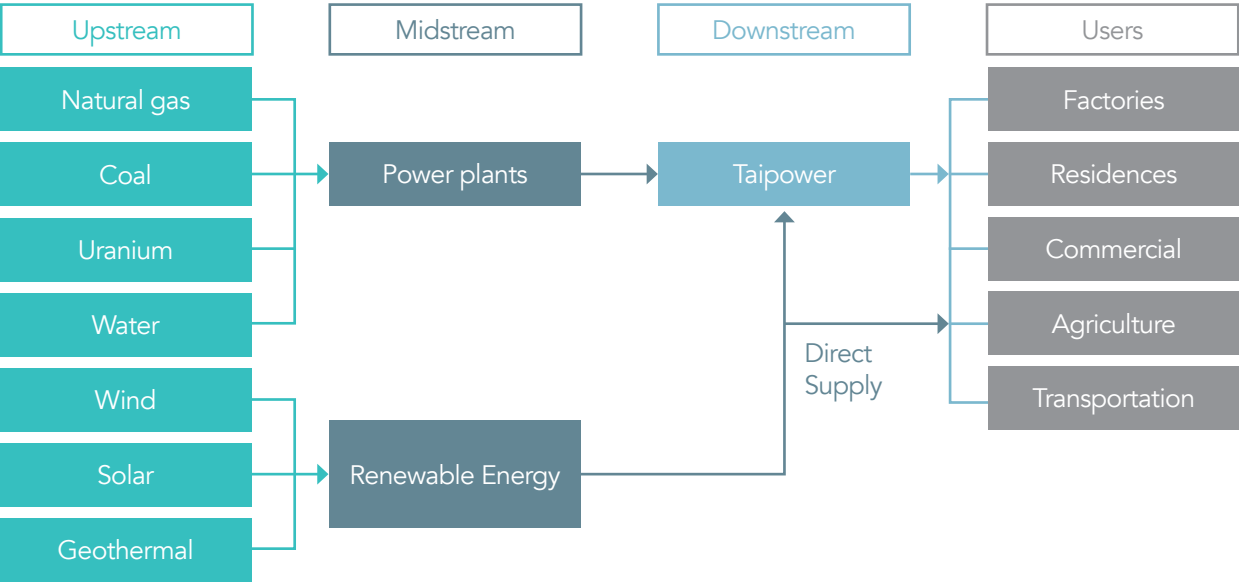 Upstream
Midstream
Downstream
Users
Natural gas
Coal
Uranium
Water
Wind
Solar
Geothermal
Power plants
Renewable Energy
Taipower
Direct
Supply
Factories
Residences
Commercial
Agriculture
Transportation